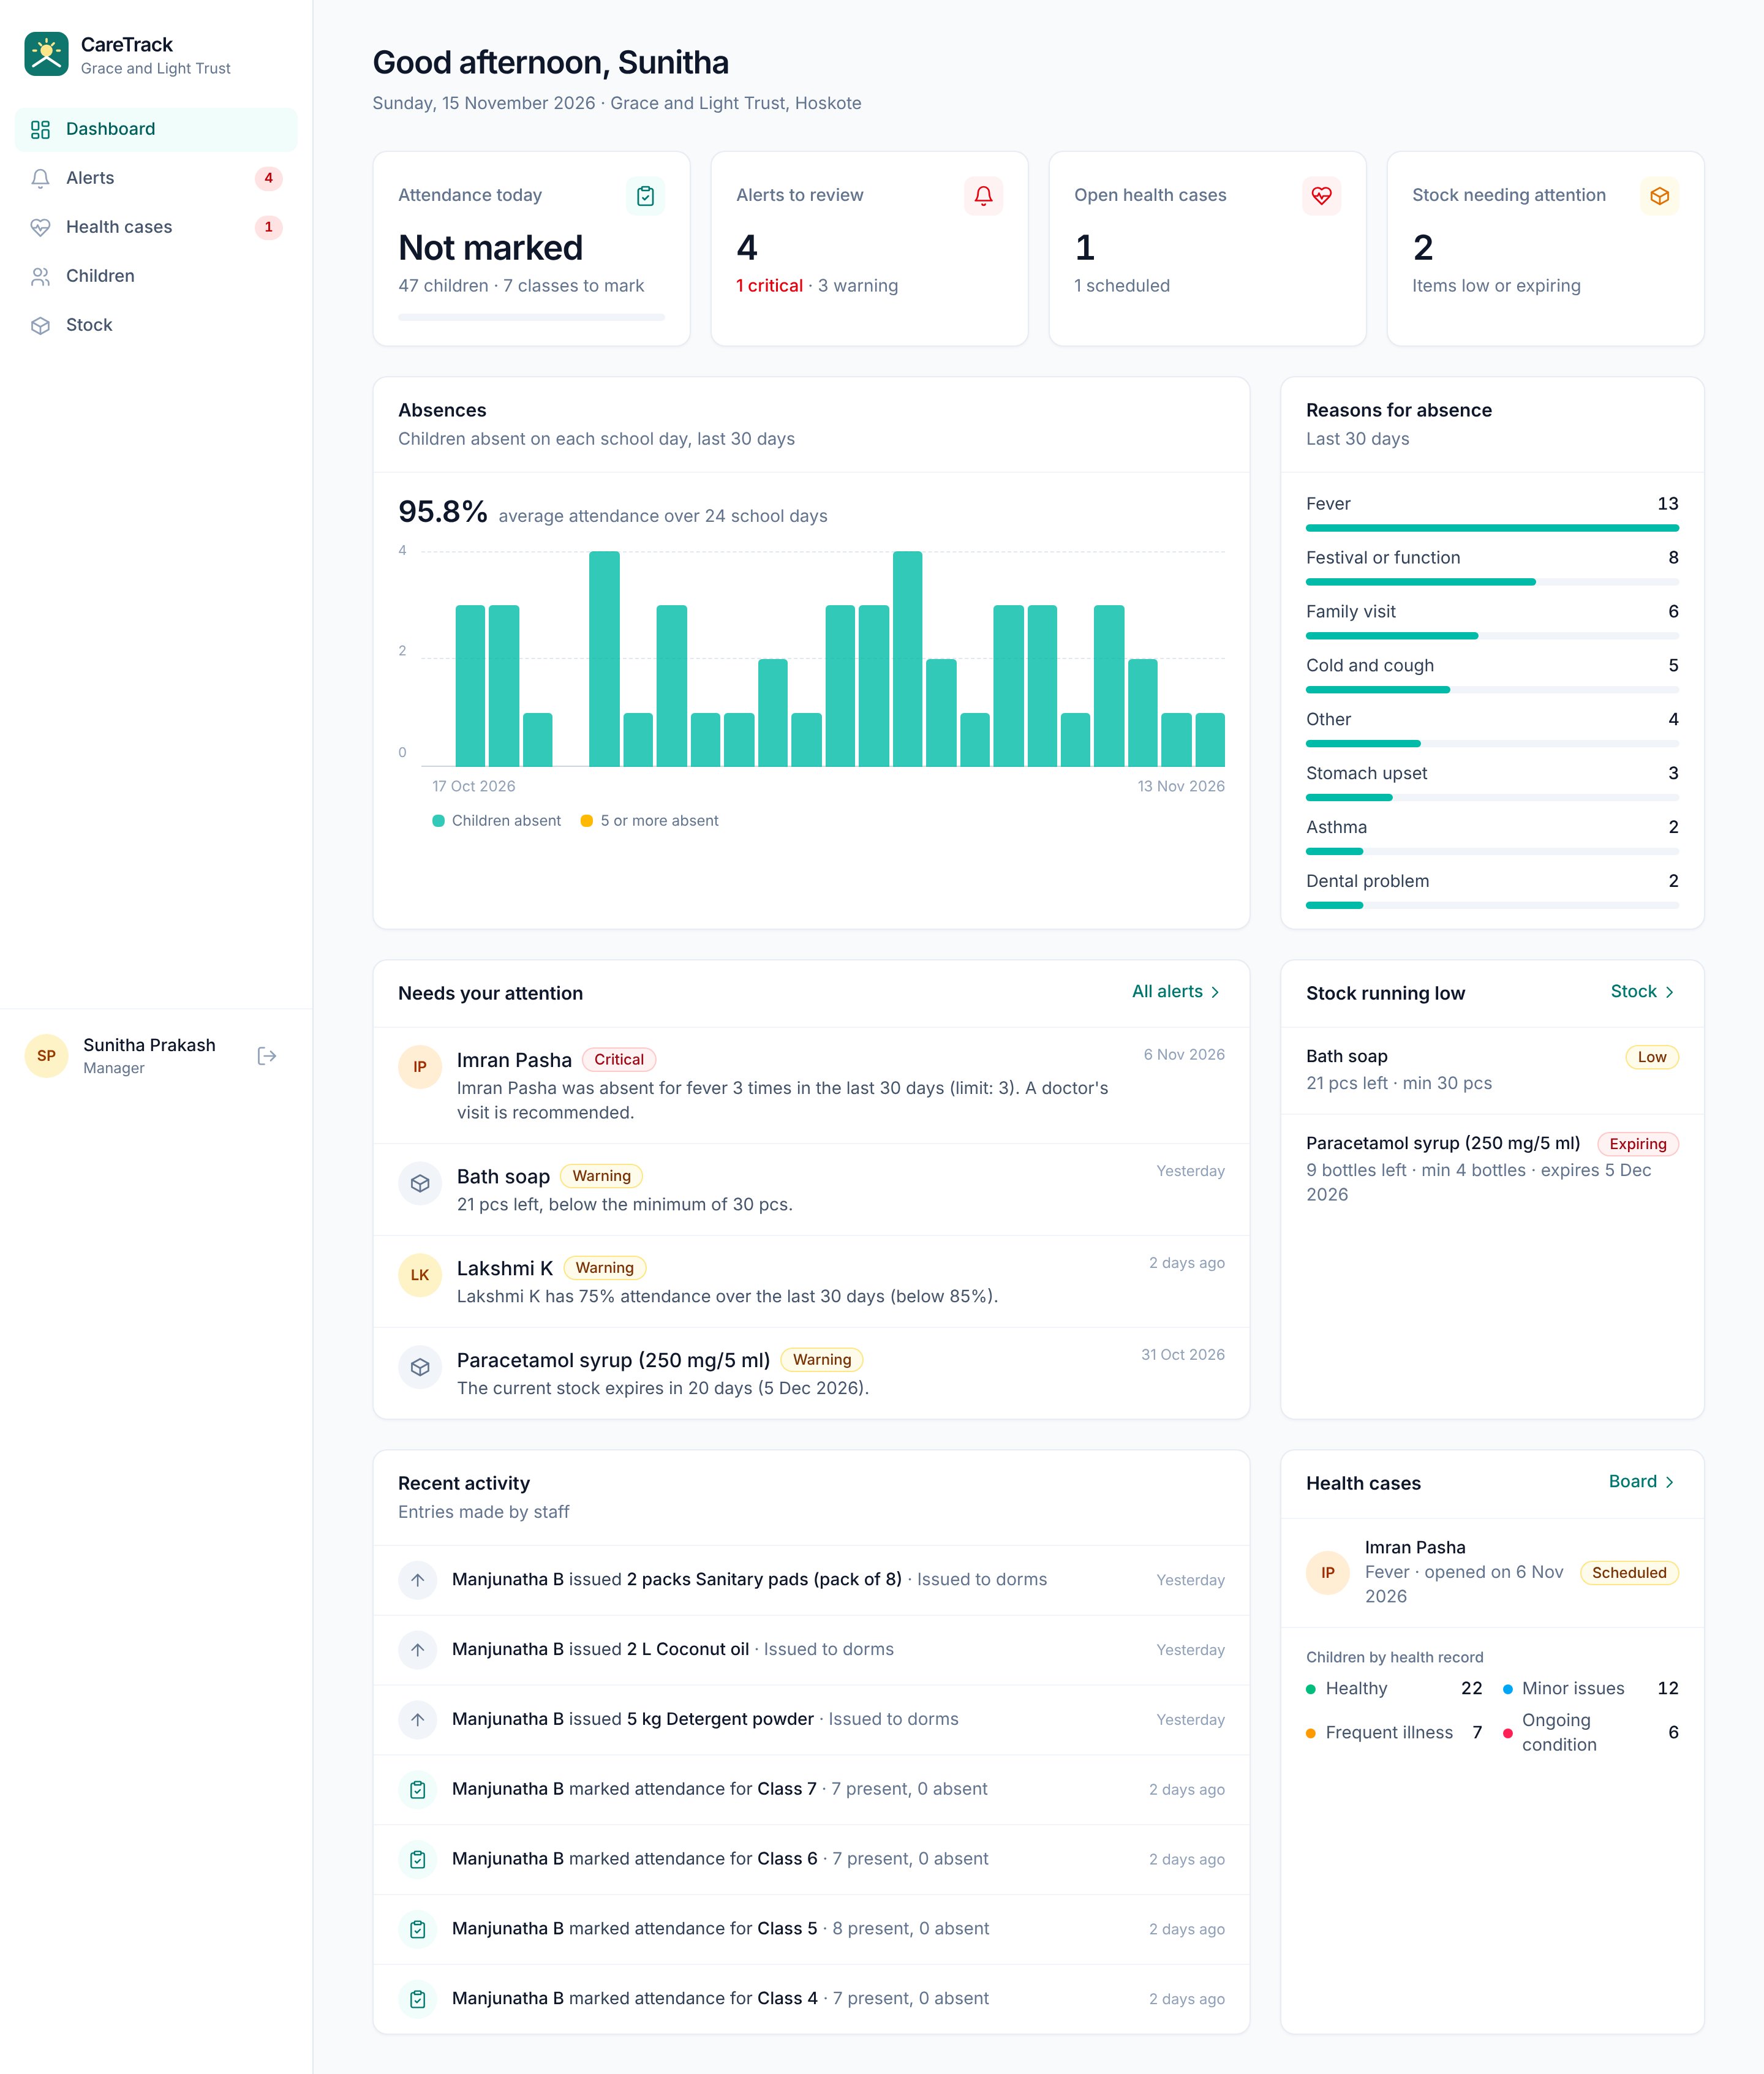 CareTrack
Grace and Light Trust
Dashboard
Alerts 4
Health cases 1
Children
Stock
Sunitha Prakash
SP
Manager
Good afternoon, Sunitha
Sunday, 15 November 2026 · Grace and Light Trust, Hoskote
Attendance today
Not marked
47 children · 7 classes to mark
Alerts to review
4
1 critical · 3 warning
Open health cases
1
1 scheduled
Stock needing attention
2
Items low or expiring
Absences
Children absent on each school day, last 30 days
95.8% average attendance over 24 school days
4
2
0
17 Oct 2026 13 Nov 2026
Children absent 5 or more absent
Reasons for absence
Last 30 days
Fever 13
Festival or function 8
Family visit 6
Cold and cough 5
Other 4
Stomach upset 3
Asthma 2
Dental problem 2
Needs your attention All alerts
IP
Imran Pasha Critical 6 Nov 2026
Imran Pasha was absent for fever 3 times in the last 30 days (limit: 3). A doctor's
visit is recommended.
Bath soap Warning Yesterday
21 pcs left, below the minimum of 30 pcs.
LK
Lakshmi K Warning 2 days ago
Lakshmi K has 75% attendance over the last 30 days (below 85%).
Paracetamol syrup (250 mg/5 ml) Warning 31 Oct 2026
The current stock expires in 20 days (5 Dec 2026).
Stock running low Stock
Bath soap Low
21 pcs left · min 30 pcs
Paracetamol syrup (250 mg/5 ml) Expiring
9 bottles left · min 4 bottles · expires 5 Dec
2026
Recent activity
Entries made by staff
Manjunatha B issued 2 packs Sanitary pads (pack of 8) · Issued to dorms Yesterday
Manjunatha B issued 2 L Coconut oil · Issued to dorms Yesterday
Manjunatha B issued 5 kg Detergent powder · Issued to dorms Yesterday
Manjunatha B marked attendance for Class 7 · 7 present, 0 absent 2 days ago
Manjunatha B marked attendance for Class 6 · 7 present, 0 absent 2 days ago
Manjunatha B marked attendance for Class 5 · 8 present, 0 absent 2 days ago
Manjunatha B marked attendance for Class 4 · 7 present, 0 absent 2 days ago
Health cases Board
Imran Pasha
IP
Fever · opened on 6 Nov
2026
Scheduled
Children by health record
Healthy 22 Minor issues 12
Frequent illness 7 Ongoing
condition 6